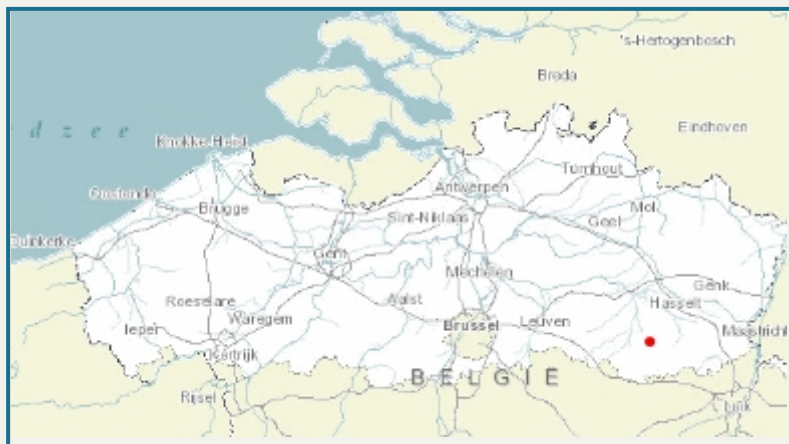 's-Hertogenbosch
Breda
d z e e
Eindhoven
Knokke-Heist
Turnhout
Antwerpen
Oostende
Brugge
Sint-Niklaas
Geel
Mol
Duinkerke
Gent
Mechelen
Genk
Roeselare
Aalst
Hasselt
Ieper
Waregem
Brussel
Leuven
Maastricht
Kortrijk
BELGIË
Rijsel
Luik